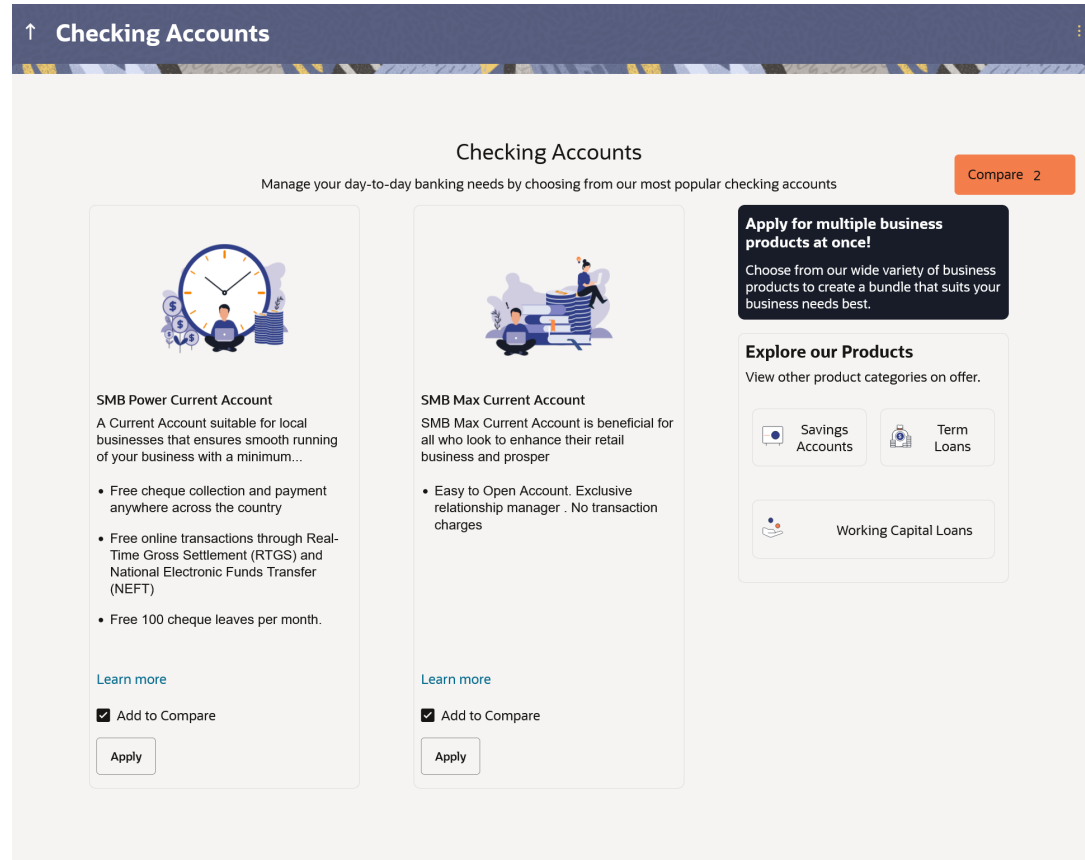 ↑ Checking Accounts
Checking Accounts
Manage your day-to-day banking needs by choosing from our most popular checking accounts
Compare 2
SMB Power Current Account
A Current Account suitable for local
businesses that ensures smooth running
of your business with a minimum...
• Free cheque collection and payment
anywhere across the country
• Free online transactions through Real-
Time Gross Settlement (RTGS) and
National Electronic Funds Transfer
(NEFT)
• Free 100 cheque leaves per month.
Learn more
Add to Compare
Apply
SMB Max Current Account
SMB Max Current Account is beneficial for
all who look to enhance their retail
business and prosper
• Easy to Open Account. Exclusive
relationship manager . No transaction
charges
Learn more
Add to Compare
Apply
Apply for multiple business
products at once!
Choose from our wide variety of business
products to create a bundle that suits your
business needs best.
Explore our Products
View other product categories on offer.
Savings
Accounts
Term
Loans
Working Capital Loans